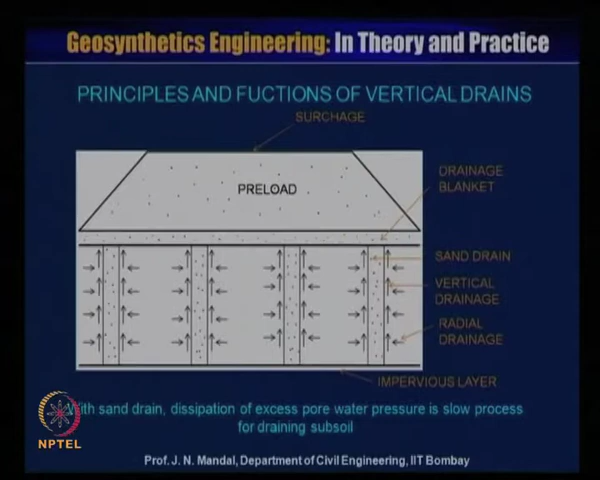 Geosynthetics Engineering: In Theory and Practice
PRINCIPLES AND FUCTIONS OF VERTICAL DRAINS
SURCHAGE
PRELOAD
DRAINAGE
BLANKET
SAND DRAIN
VERTICAL
DRAINAGE
RADIAL
DRAINAGE
IMPERVIOUS LAYER
With sand drain, dissipation of excess pore water pressure is slow process
for draining subsoil
NPTEL
Prof. J. N. Mandal, Department of Civil Engineering, IIT Bombay